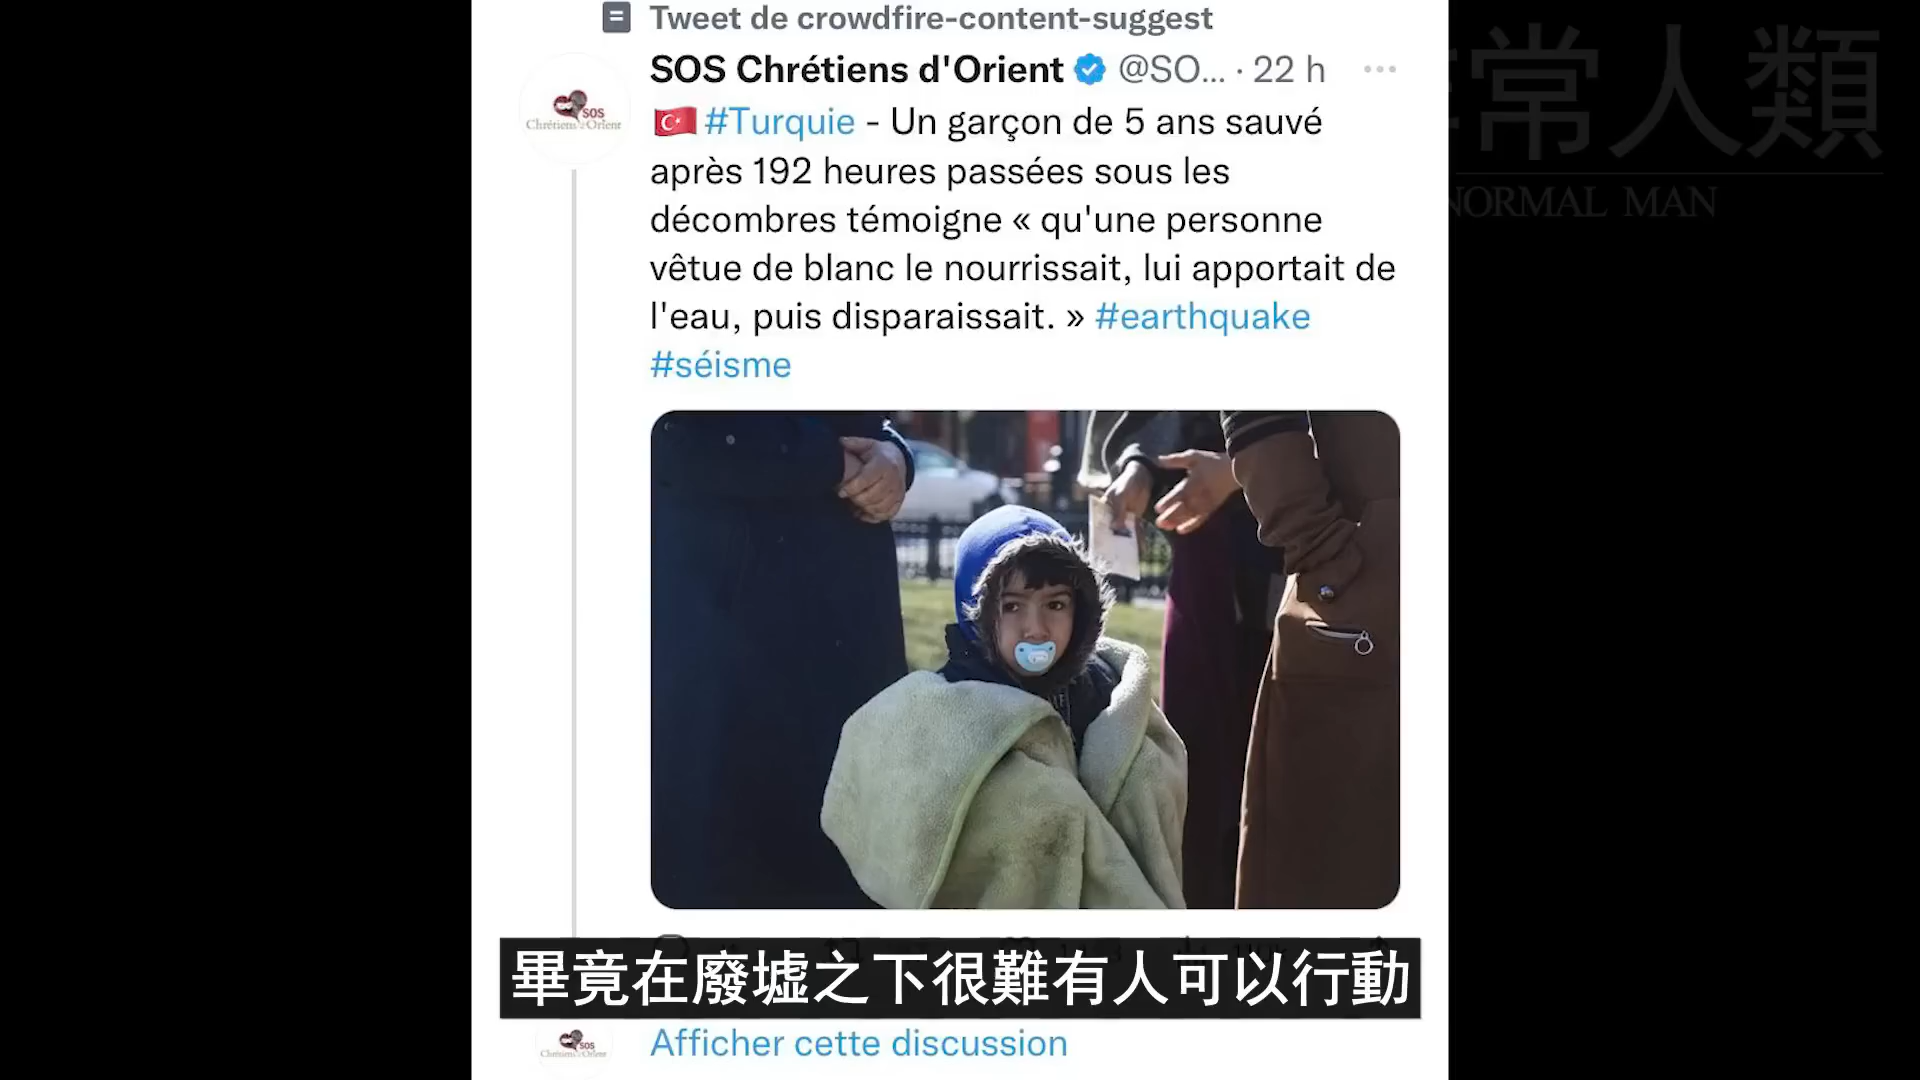 Tweet de crowdfire-content-suggest
SOS Chrétiens d'Orient @SO... · 22 h
SOS
Chrétiens d'Orient
#Turquie - Un garçon de 5 ans sauvé
après 192 heures passées sous les
décombres témoigne « qu'une personne
vêtue de blanc le nourrissait, lui apportait de
l'eau, puis disparaissait. » #earthquake
#séisme
常人類
NORMAL MAN
畢竟在廢墟之下很難有人可以行動
SOS
Chrétiens d'Orient
Afficher cette discussion